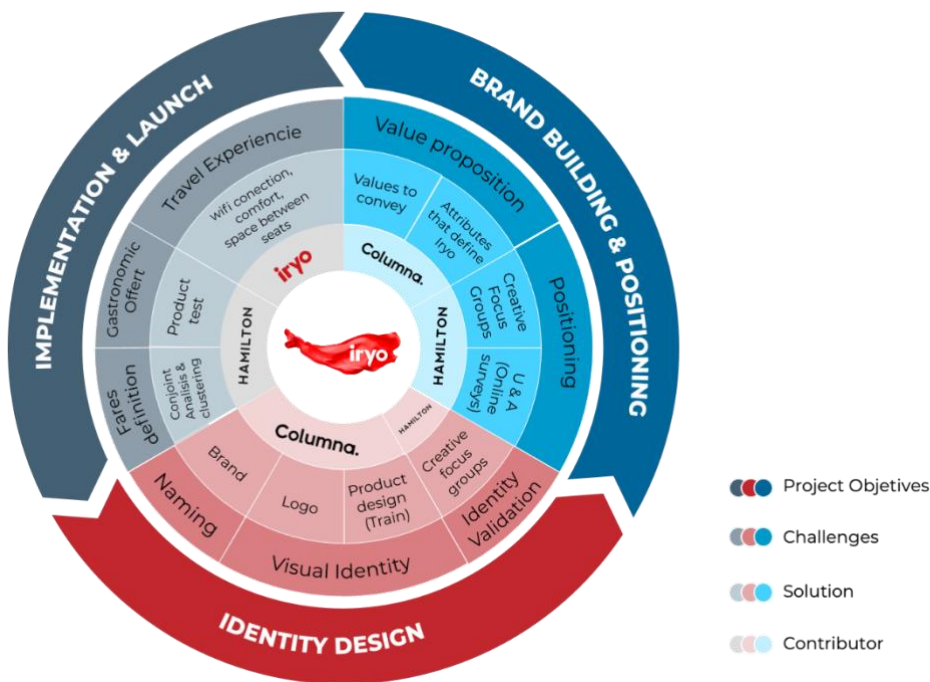 IMPLEMENTATION & LAUNCH
BRAND BUILDING & POSITIONING
IDENTITY DESIGN
Travel Experiencie
wifi conection,
comfort,
space between
seats
iryo
Gastronomic
Offert
Product
test
HAMILTON
Fares
definition
Conjoint
Analisis &
clustering
Value proposition
Values to
convey
Attributes
that define
Iryo
Columna.
Positioning
Creative
Focus
Groups
U & A
(Online
surveys)
HAMILTON
iryo
Naming
Brand
Columna.
Visual Identity
Logo
Product
design
(Train)
Identity
Validation
Creative
focus
groups
HAMILTON
Project Objetives
Challenges
Solution
Contributor